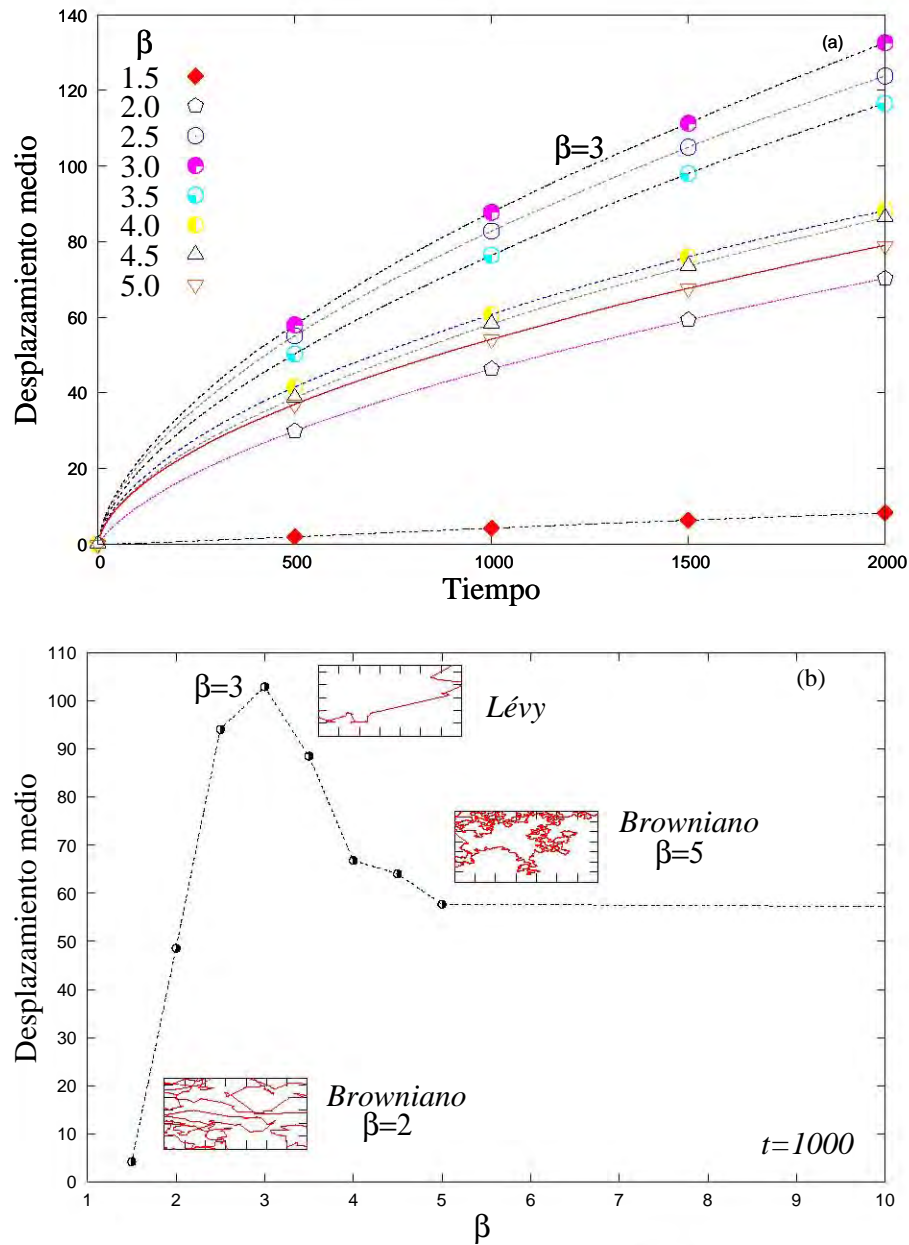 140
120
100
80
60
40
20
0
Desplazamiento medio
(a)
β
1.5
2.0
2.5
3.0
3.5
4.0
4.5
5.0
β=3
0
500
1000
1500
2000
Tiempo
110
100
90
80
70
60
50
40
30
20
10
0
Desplazamiento medio
(b)
β=3
Lévy
Browniano
β=5
Browniano
β=2
t=1000
1
2
3
4
5
6
7
8
9
10
β